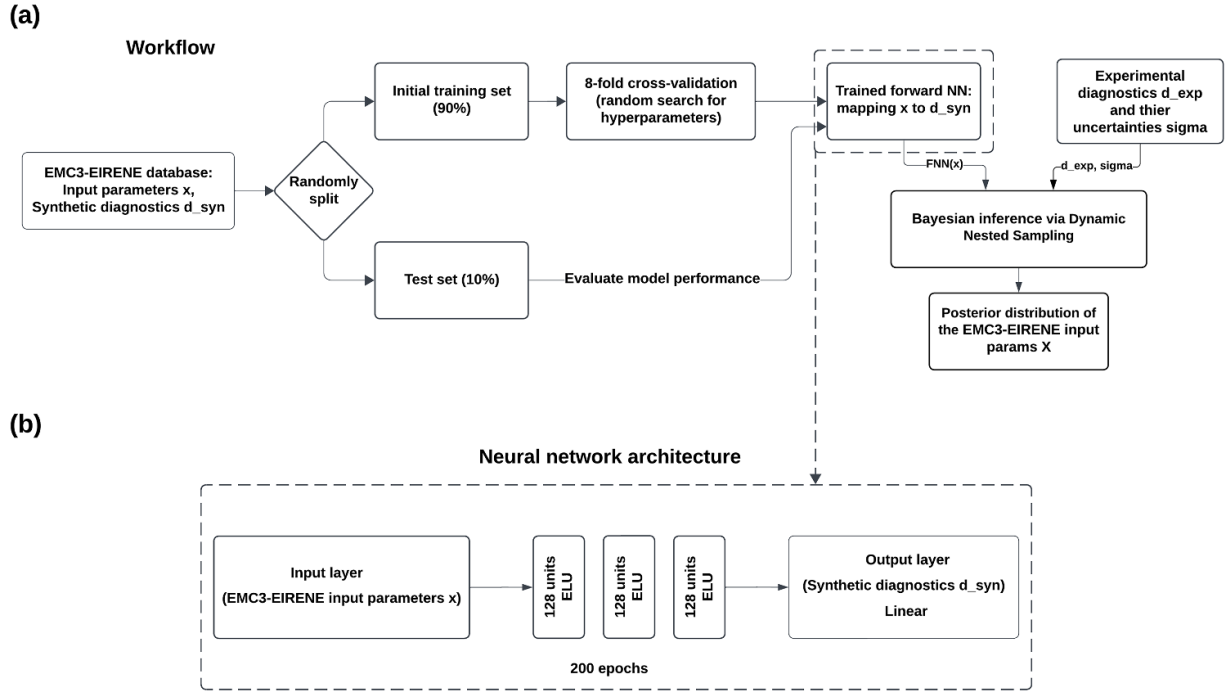 (a)
Workflow
EMC3-EIRENE database:
Input parameters x,
Synthetic diagnostics d_syn
Randomly
split
Initial training set
(90%)
8-fold cross-validation
(random search for
hyperparameters)
Trained forward NN:
mapping x to d_syn
Experimental
diagnostics d_exp
and thier
uncertainties sigma
FNN(x)
d_exp, sigma
Test set (10%)
Evaluate model performance
Bayesian inference via Dynamic
Nested Sampling
Posterior distribution of
the EMC3-EIRENE input
params X
(b)
Neural network architecture
Input layer
(EMC3-EIRENE input parameters x)
128 units
ELU
128 units
ELU
128 units
ELU
Output layer
(Synthetic diagnostics d_syn)
Linear
200 epochs